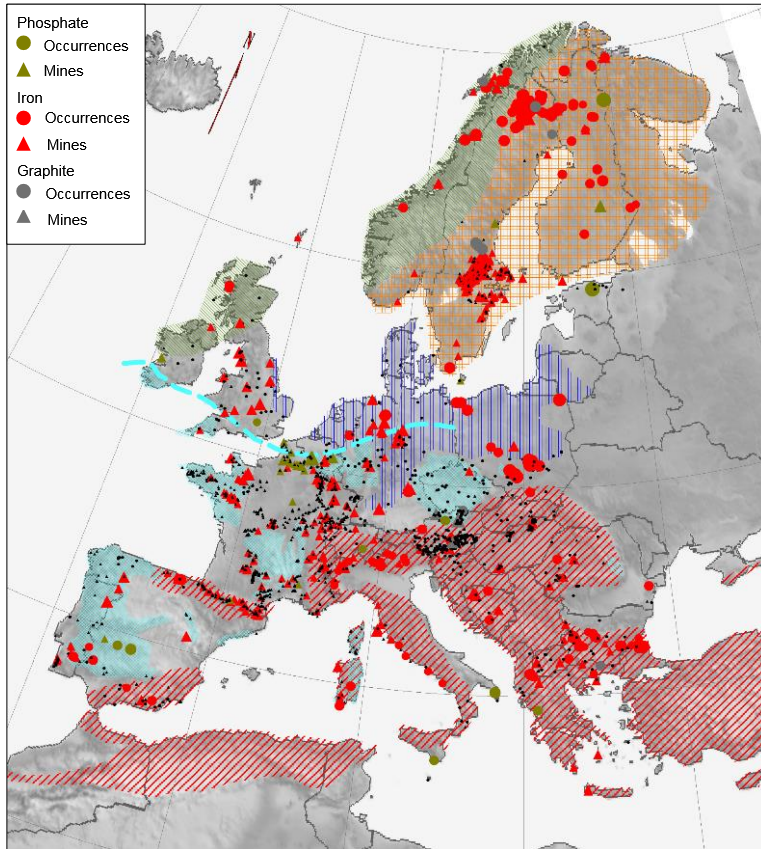 Phosphate
Occurrences
Mines
Iron
Occurrences
Mines
Graphite
Occurrences
Mines